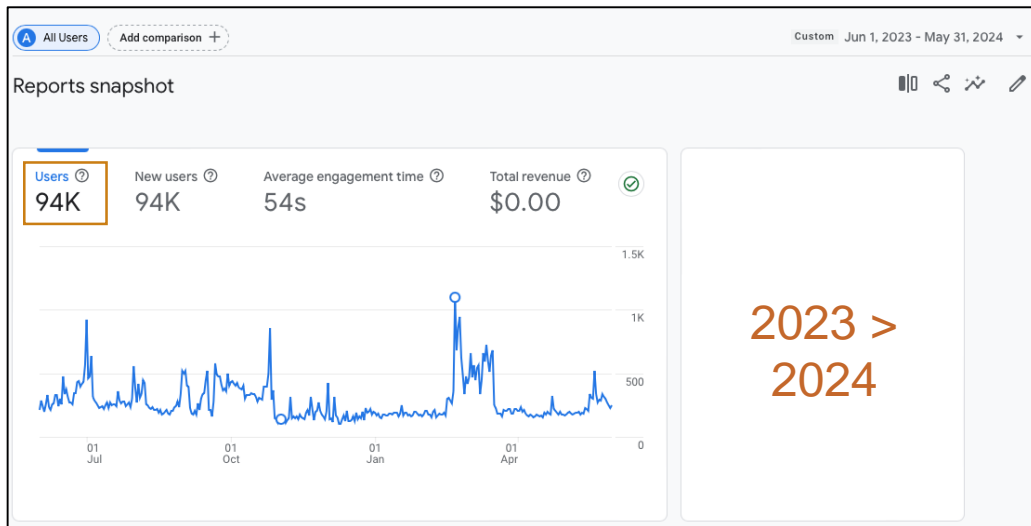 A All Users Add comparison + Custom Jun 1, 2023 - May 31, 2024
Reports snapshot
Users New users Average engagement time Total revenue
94K 94K 54s $0.00
1.5K
1K
500
0
01 01 01 01
Jul Oct Jan Apr
2023 >
2024